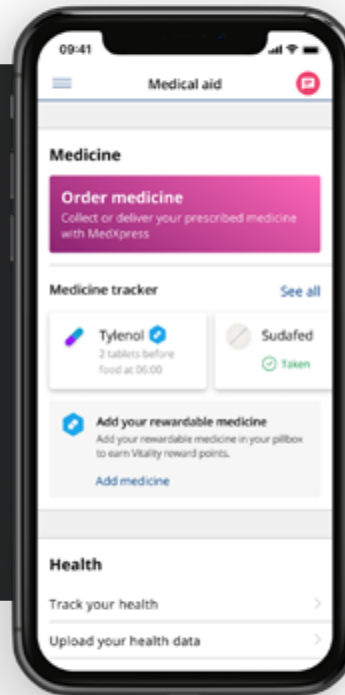 09:41
Medical aid
Medicine
Order medicine
Collect or deliver your prescribed medicine
with MedXpress
Medicine tracker See all
Tylenol
2 tablets before
food at 06:00
Sudafed
Taken
Add your rewardable medicine
Add your rewardable medicine in your pillbox
to earn Vitality reward points.
Add medicine
Health
Track your health
Upload your health data